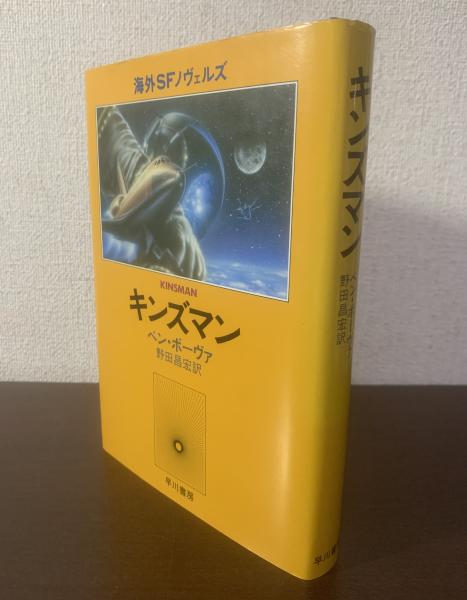 海外SFノヴェルズ
KINSMAN
キンズマン
ベン・ボーヴァ
野田昌宏訳
早川書房
キンズマン
ベン・ボーヴァ
野田昌宏訳
早川書